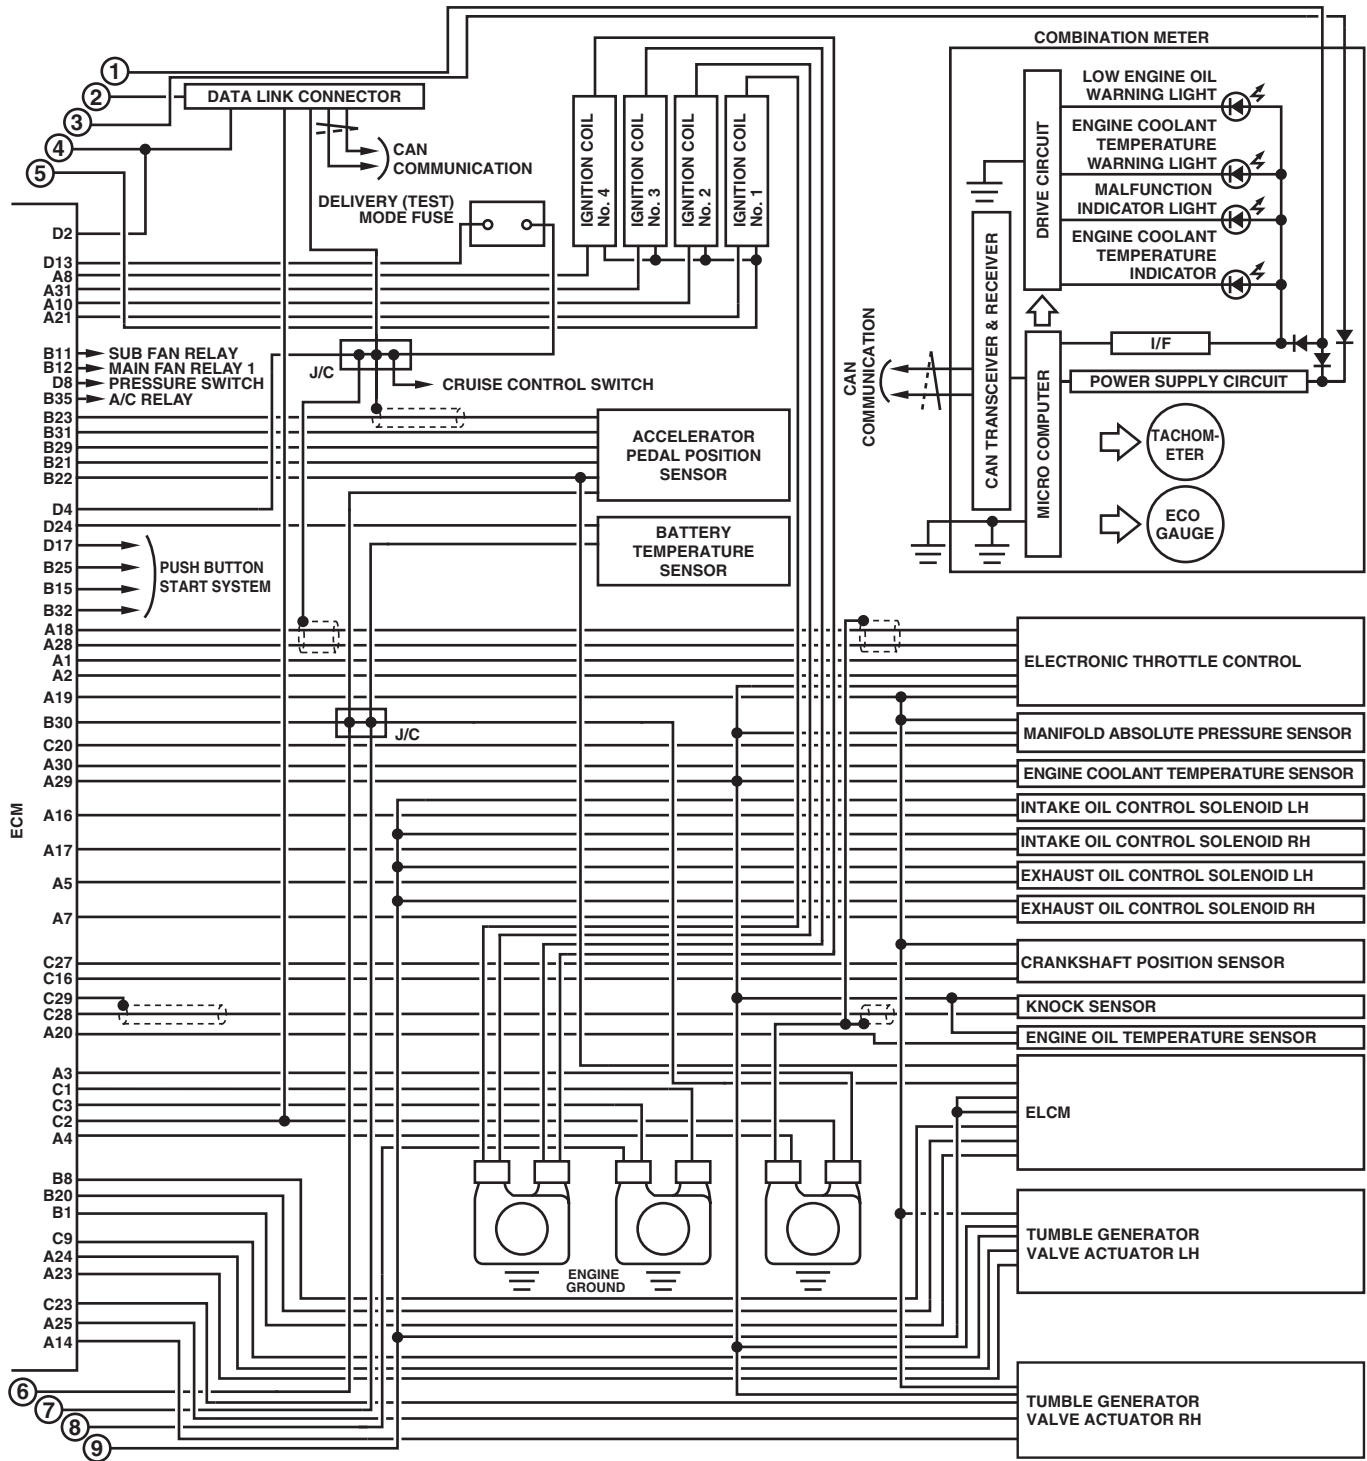 COMBINATION METER
1
2
DATA LINK CONNECTOR
3
4
5
CAN
COMMUNICATION
DELIVERY (TEST)
MODE FUSE
IGNITION COIL
No. 4
IGNITION COIL
No. 3
IGNITION COIL
No. 2
IGNITION COIL
No. 1
DRIVE CIRCUIT
LOW ENGINE OIL
WARNING LIGHT
ENGINE COOLANT
TEMPERATURE
WARNING LIGHT
MALFUNCTION
INDICATOR LIGHT
ENGINE COOLANT
TEMPERATURE
INDICATOR
CAN TRANSCEIVER & RECEIVER
MICRO COMPUTER
I/F
POWER SUPPLY CIRCUIT
CAN
COMMUNICATION
TACHOM-
ETER
ECO
GAUGE
ECM
D2
D13
A8
A31
A10
A21
B11 SUB FAN RELAY
B12 MAIN FAN RELAY 1
D8 PRESSURE SWITCH
B35 A/C RELAY
J/C
CRUISE CONTROL SWITCH
B23
B31
B29
B21
B22
ACCELERATOR
PEDAL POSITION
SENSOR
D4
D24
BATTERY
TEMPERATURE
SENSOR
D17
B25
B15
B32
PUSH BUTTON
START SYSTEM
A18
A28
A1
A2
A19
ELECTRONIC THROTTLE CONTROL
B30
J/C
C20
MANIFOLD ABSOLUTE PRESSURE SENSOR
A30
A29
ENGINE COOLANT TEMPERATURE SENSOR
A16
INTAKE OIL CONTROL SOLENOID LH
A17
INTAKE OIL CONTROL SOLENOID RH
A5
EXHAUST OIL CONTROL SOLENOID LH
A7
EXHAUST OIL CONTROL SOLENOID RH
C27
C16
CRANKSHAFT POSITION SENSOR
C29
C28
KNOCK SENSOR
A20
ENGINE OIL TEMPERATURE SENSOR
A3
C1
C3
C2
A4
ELCM
B8
B20
B1
C9
A24
A23
TUMBLE GENERATOR
VALVE ACTUATOR LH
ENGINE
GROUND
C23
A25
A14
6
7
8
9
TUMBLE GENERATOR
VALVE ACTUATOR RH